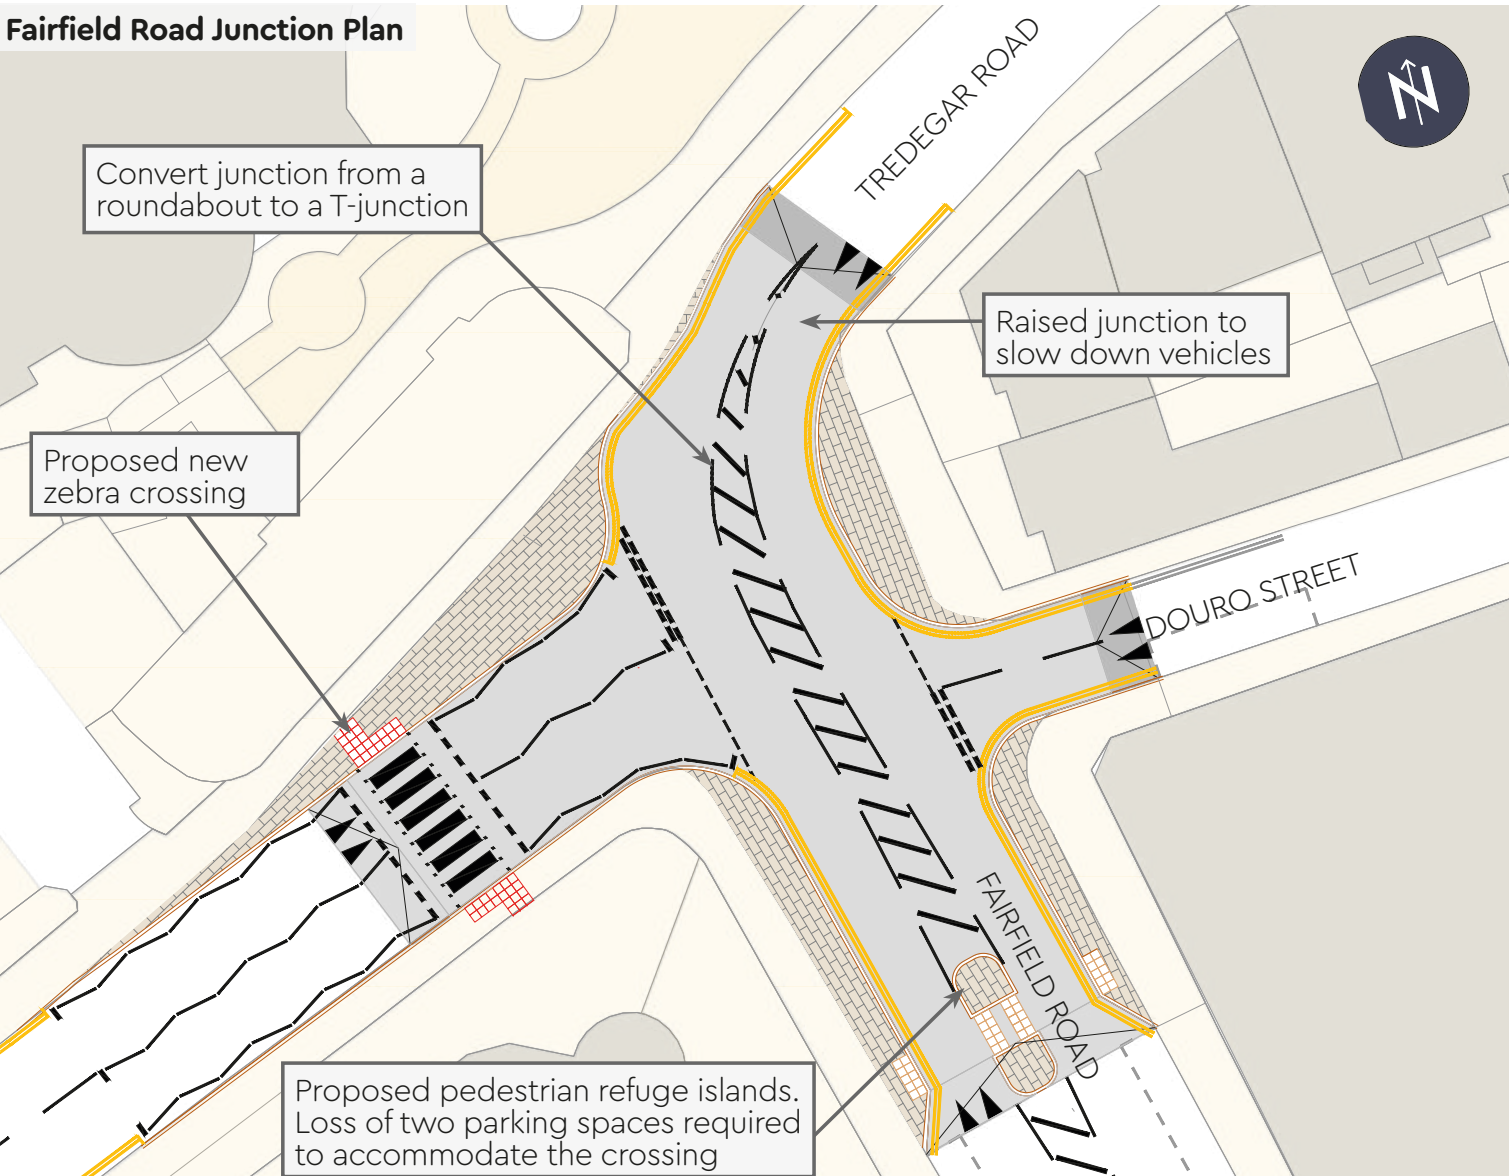 Fairfield Road Junction Plan
TREDEGAR ROAD
N
Convert junction from a
roundabout to a T-junction
Raised junction to
slow down vehicles
Proposed new
zebra crossing
DOURO STREET
FAIRFIELD ROAD
Proposed pedestrian refuge islands.
Loss of two parking spaces required
to accommodate the crossing